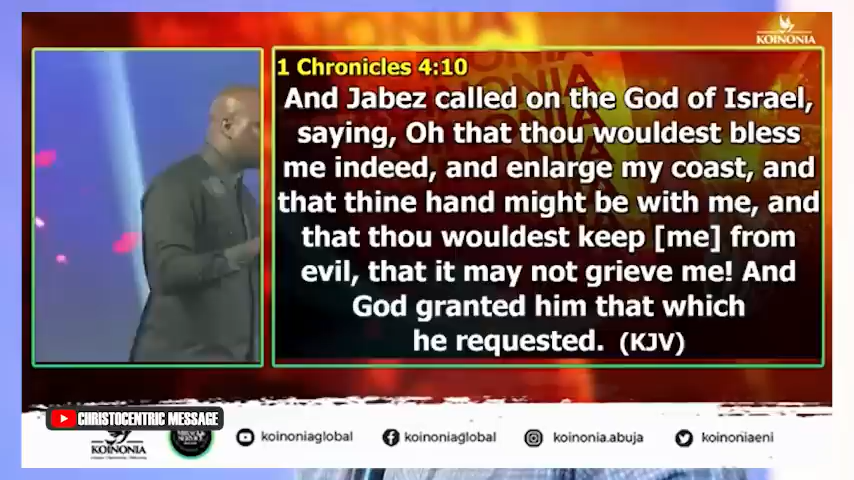 KOINONIA
1 Chronicles 4:10
And Jabez called on the God of Israel,
saying, Oh that thou wouldest bless
me indeed, and enlarge my coast, and
that thine hand might be with me, and
that thou wouldest keep [me] from
evil, that it may not grieve me! And
God granted him that which
he requested. (KJV)
CHRISTOCENTRIC MESSAGE
KOINONIA
SERVICE
koinoniaglobal
koinoniaglobal
koinonia.abuja
koinoniaeni